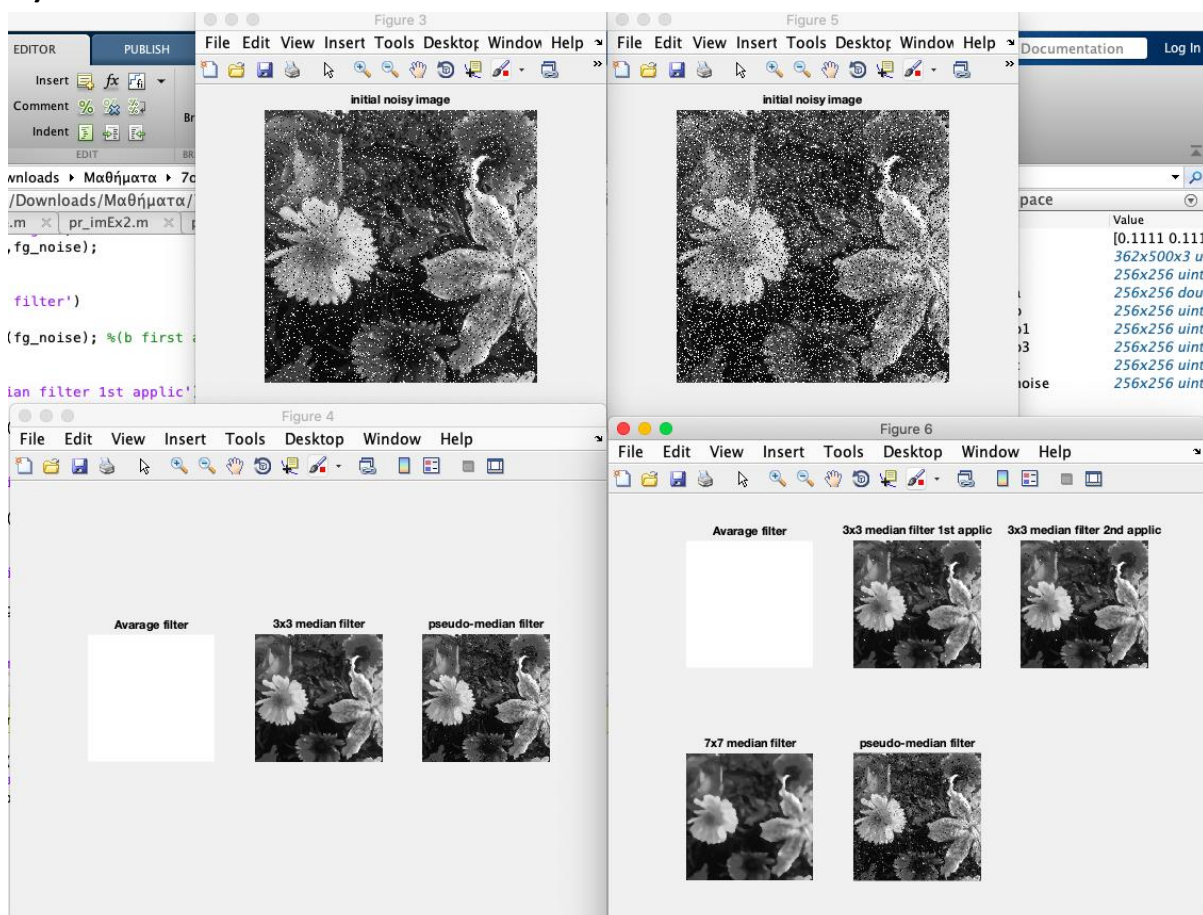 Figure 3
File Edit View Insert Tools Desktop Window Help
initial noisy image
Figure 5
File Edit View Insert Tools Desktop Window Help
initial noisy image
EDITOR PUBLISH
Insert fx
Comment
Indent
EDIT
Documentation Log In
wnloads ▸ Μαθήματα ▸ 7ο
/Downloads/Μαθήματα/
.m pr_imEx2.m
,fg_noise);
filter')
(fg_noise); %(b first
ian filter 1st applic'
pace
Value
[0.1111 0.111
362x500x3 u
256x256 uint
256x256 dou
256x256 uint
256x256 uint
256x256 uint
256x256 uint
256x256 uint
noise
Figure 4
File Edit View Insert Tools Desktop Window Help
Avarage filter 3x3 median filter pseudo-median filter
Figure 6
File Edit View Insert Tools Desktop Window Help
Avarage filter 3x3 median filter 1st applic 3x3 median filter 2nd applic
7x7 median filter pseudo-median filter